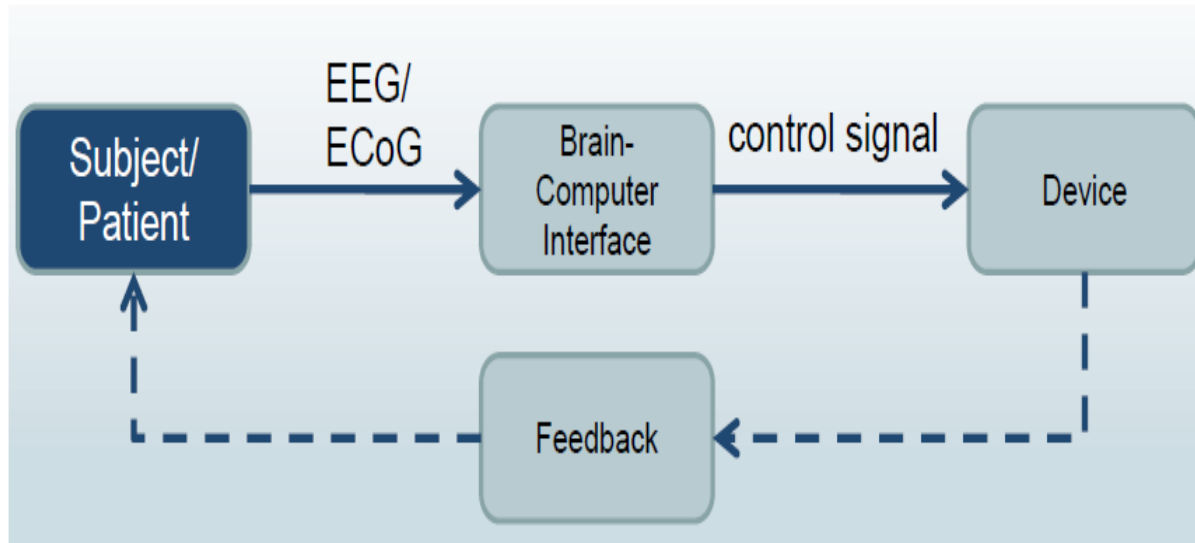 Subject/
Patient
EEG/
ECoG
Brain-
Computer
Interface
control signal
Device
Feedback